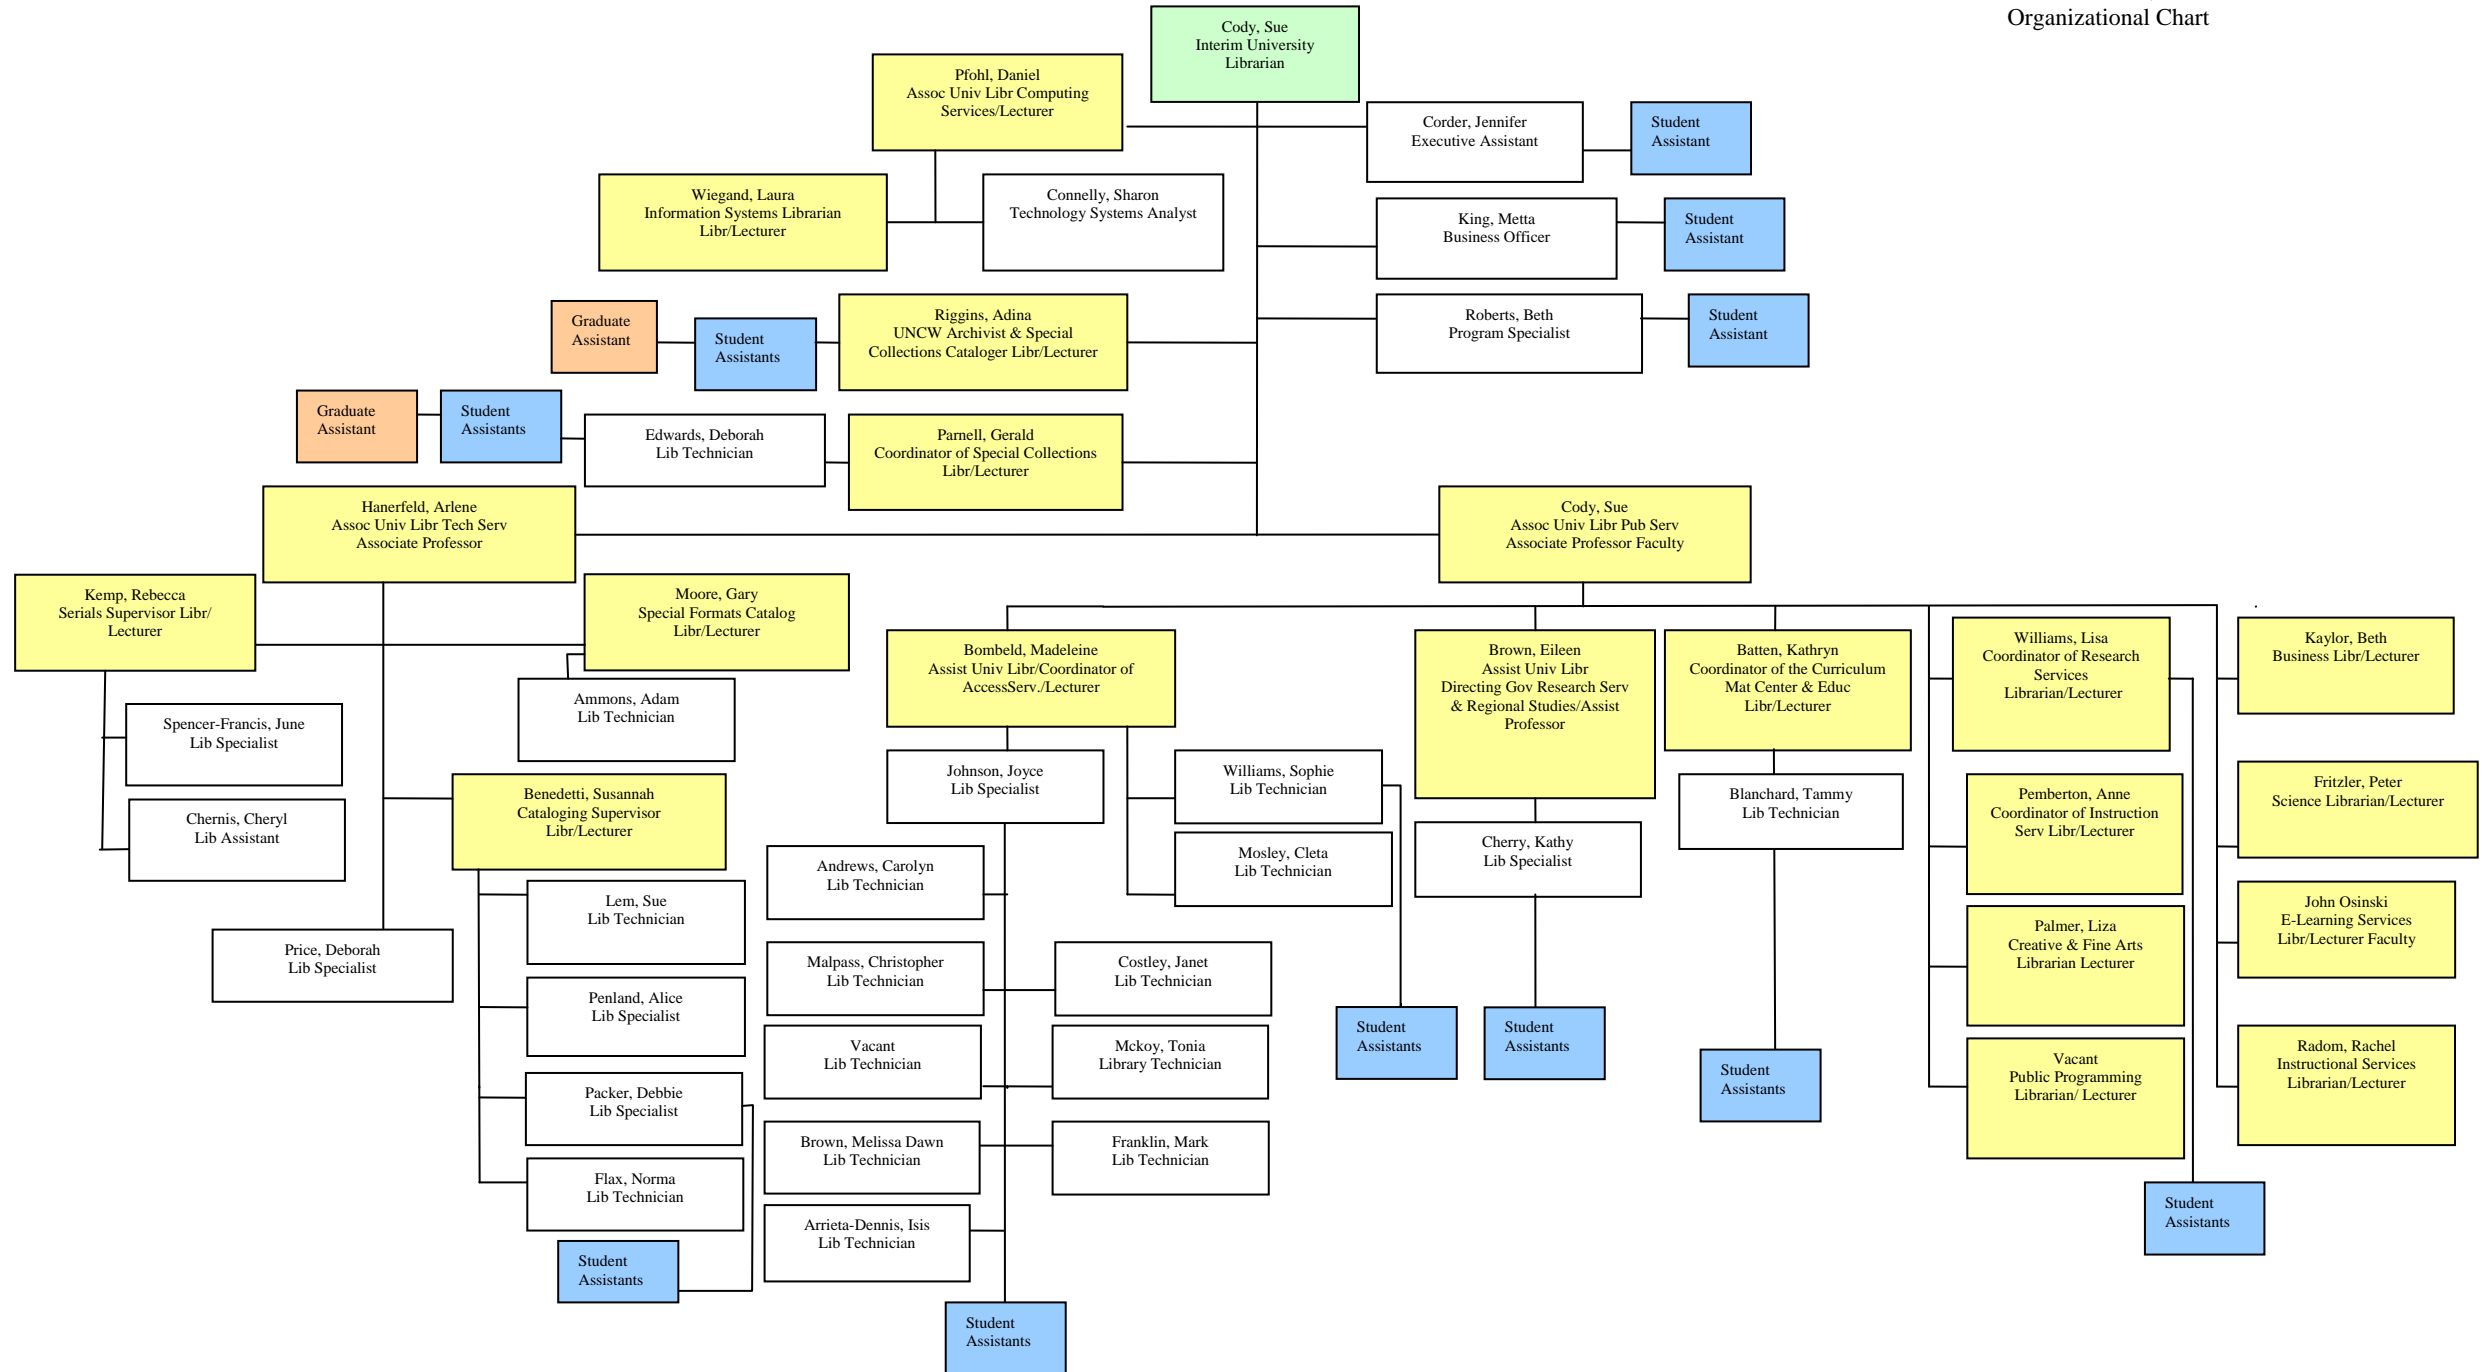 Organizational Chart
Cody, Sue
Interim University
Librarian
Pfohl, Daniel
Assoc Univ Libr Computing
Services/Lecturer
Corder, Jennifer
Executive Assistant
Student
Assistant
Wiegand, Laura
Information Systems Librarian
Libr/Lecturer
Connelly, Sharon
Technology Systems Analyst
King, Metta
Business Officer
Student
Assistant
Graduate
Assistant
Student
Assistants
Riggins, Adina
UNCW Archivist & Special
Collections Cataloger Libr/Lecturer
Roberts, Beth
Program Specialist
Student
Assistant
Graduate
Assistant
Student
Assistants
Edwards, Deborah
Lib Technician
Parnell, Gerald
Coordinator of Special Collections
Libr/Lecturer
Hanerfeld, Arlene
Assoc Univ Libr Tech Serv
Associate Professor
Cody, Sue
Assoc Univ Libr Pub Serv
Associate Professor Faculty
Kemp, Rebecca
Serials Supervisor Libr/
Lecturer
Moore, Gary
Special Formats Catalog
Libr/Lecturer
Ammons, Adam
Lib Technician
Spencer-Francis, June
Lib Specialist
Chernis, Cheryl
Lib Assistant
Benedetti, Susannah
Cataloging Supervisor
Libr/Lecturer
Lem, Sue
Lib Technician
Price, Deborah
Lib Specialist
Penland, Alice
Lib Specialist
Packer, Debbie
Lib Specialist
Flax, Norma
Lib Technician
Student
Assistants
Bombeld, Madeleine
Assist Univ Libr/Coordinator of
AccessServ./Lecturer
Johnson, Joyce
Lib Specialist
Williams, Sophie
Lib Technician
Mosley, Cleta
Lib Technician
Andrews, Carolyn
Lib Technician
Malpass, Christopher
Lib Technician
Costley, Janet
Lib Technician
Vacant
Lib Technician
Mckoy, Tonia
Library Technician
Brown, Melissa Dawn
Lib Technician
Franklin, Mark
Lib Technician
Arrieta-Dennis, Isis
Lib Technician
Student
Assistants
Student
Assistants
Brown, Eileen
Assist Univ Libr
Directing Gov Research Serv
& Regional Studies/Assist
Professor
Cherry, Kathy
Lib Specialist
Student
Assistants
Batten, Kathryn
Coordinator of the Curriculum
Mat Center & Educ
Libr/Lecturer
Blanchard, Tammy
Lib Technician
Student
Assistants
Williams, Lisa
Coordinator of Research
Services
Librarian/Lecturer
Pemberton, Anne
Coordinator of Instruction
Serv Libr/Lecturer
Palmer, Liza
Creative & Fine Arts
Librarian Lecturer
Vacant
Public Programming
Librarian/ Lecturer
Student
Assistants
Kaylor, Beth
Business Libr/Lecturer
Fritzler, Peter
Science Librarian/Lecturer
John Osinski
E-Learning Services
Libr/Lecturer Faculty
Radom, Rachel
Instructional Services
Librarian/Lecturer